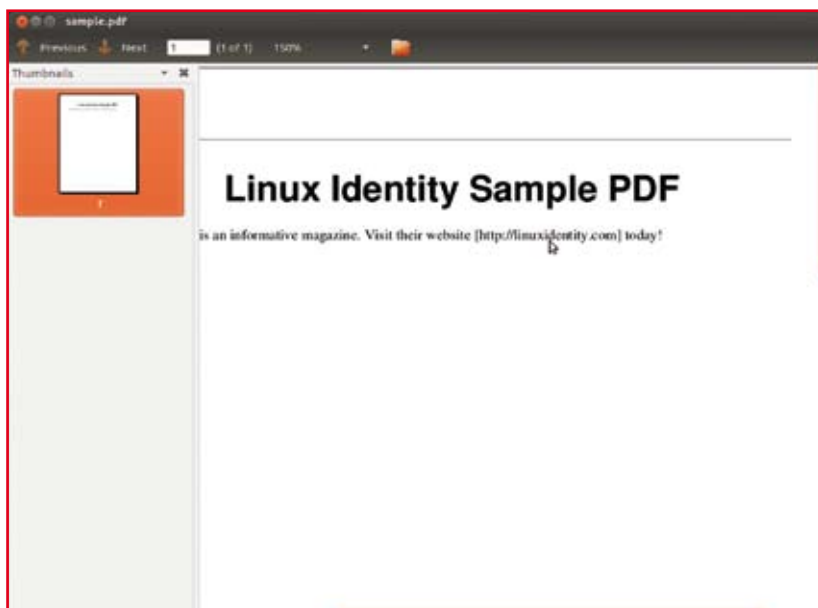 sample.pdf
Previous Next 1 (1 of 1) 150%
Thumbnails
1
Linux Identity Sample PDF
is an informative magazine. Visit their website [http://linuxidentity.com] today!